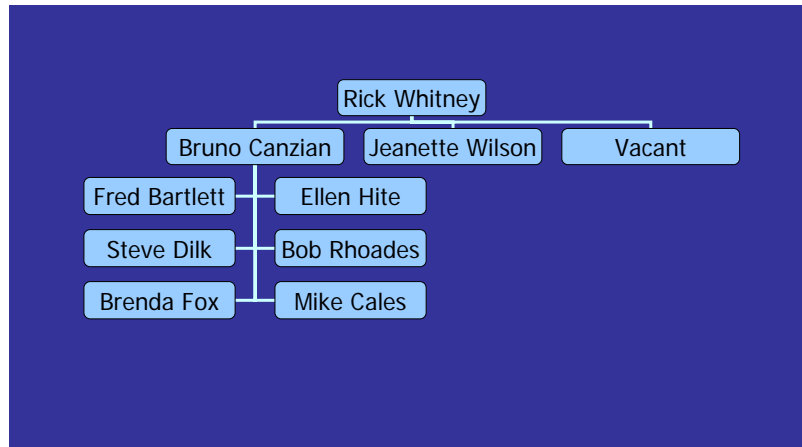 Rick Whitney
Bruno Canzian
Jeanette Wilson
Vacant
Fred Bartlett
Ellen Hite
Steve Dilk
Bob Rhoades
Brenda Fox
Mike Cales